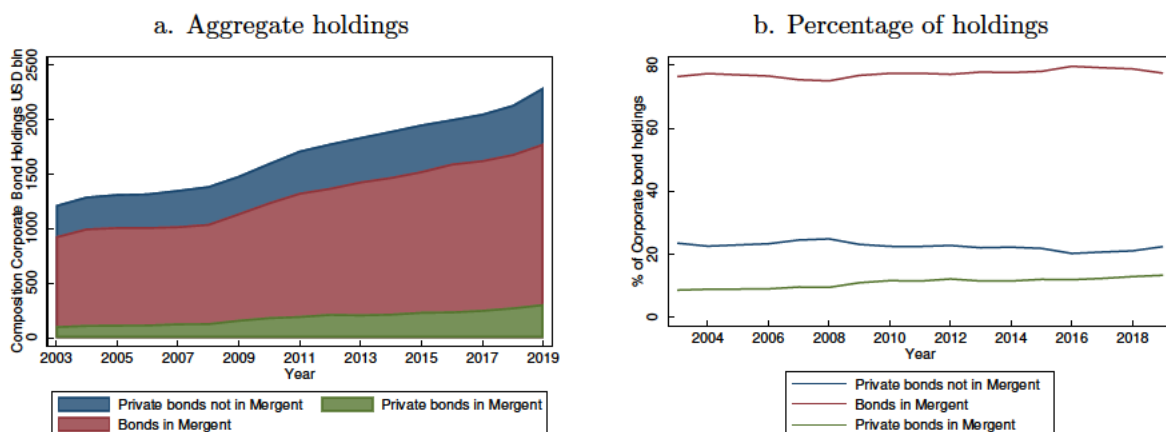 a. Aggregate holdings
Composition Corporate Bond Holdings USD bln
2500
2000
1500
1000
500
0
2003 2005 2007 2009 2011 2013 2015 2017 2019
Year
Private bonds not in Mergent Private bonds in Mergent
Bonds in Mergent
b. Percentage of holdings
% of Corporate bond holdings
80
60
40
20
0
2004 2006 2008 2010 2012 2014 2016 2018
Year
Private bonds not in Mergent
Bonds in Mergent
Private bonds in Mergent